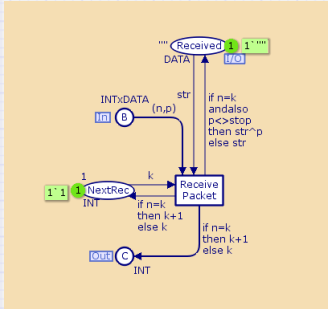 "" Received 1 1`""
DATA I/O
str
if n=k
andalso
p<>stop
then str^p
else str
INTxDATA
(n,p)
In B
1
k
1`1 1 NextRec
INT
Receive
Packet
if n=k
then k+1
else k
if n=k
then k+1
else k
Out C
INT